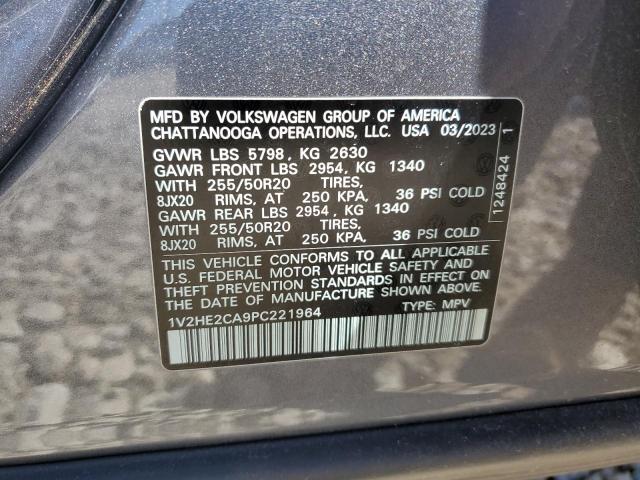 MFD BY VOLKSWAGEN GROUP OF AMERICA
CHATTANOOGA OPERATIONS, LLC. USA 03/2023
GVWR LBS 5798 , KG 2630
GAWR FRONT LBS 2954 , KG 1340
WITH 255/50R20 TIRES,
8JX20 RIMS, AT 250 KPA, 36 PSI COLD
GAWR REAR LBS 2954 , KG 1340
WITH 255/50R20 TIRES,
8JX20 RIMS, AT 250 KPA, 36 PSI COLD
THIS VEHICLE CONFORMS TO ALL APPLICABLE
U.S. FEDERAL MOTOR VEHICLE SAFETY AND
THEFT PREVENTION STANDARDS IN EFFECT ON
THE DATE OF MANUFACTURE SHOWN ABOVE.
1V2HE2CA9PC221964 TYPE: MPV
1248424 1